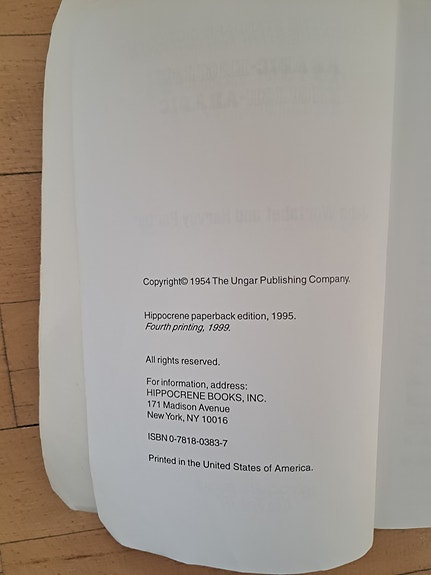 Copyright© 1954 The Ungar Publishing Company.
Hippocrene paperback edition, 1995.
Fourth printing, 1999.
All rights reserved.
For information, address:
HIPPOCRENE BOOKS, INC.
171 Madison Avenue
New York, NY 10016
ISBN 0-7818-0383-7
Printed in the United States of America.